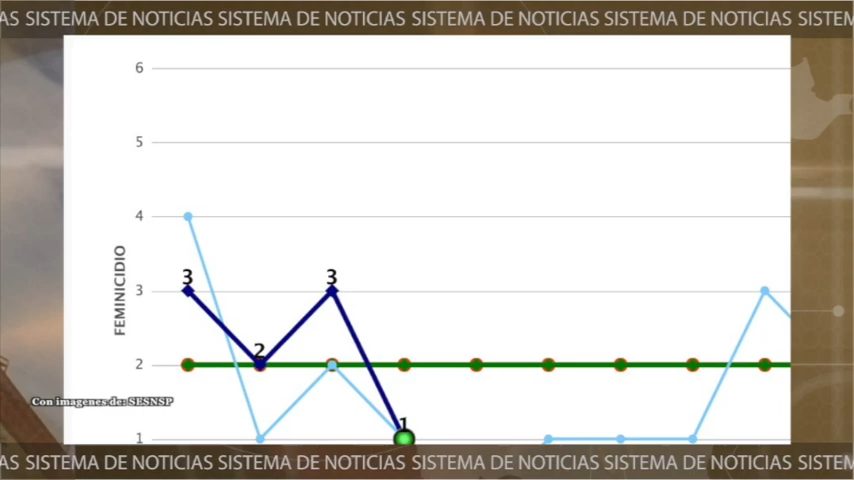 AS SISTEMA DE NOTICIAS SISTEMA DE NOTICIAS SISTEMA DE NOTICIAS SISTEMA DE NOTICIAS SISTEM
6
5
4
3
2
1
FEMINICIDIO
3
2
3
1
Con imagenes de: SESNSP
AS SISTEMA DE NOTICIAS SISTEMA DE NOTICIAS SISTEMA DE NOTICIAS SISTEMA DE NOTICIAS SISTEM